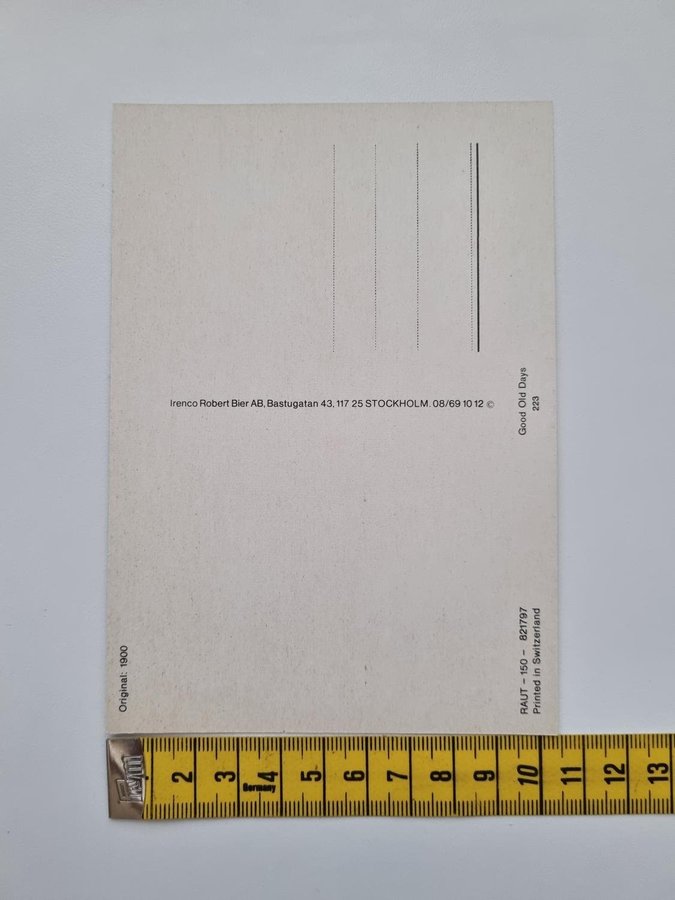 Original: 1900
Irenco Robert Bier AB, Bastugatan 43, 117 25 STOCKHOLM. 08/69 10 12 ©
Good Old Days
223
RAUT – 150 – 821797
Printed in Switzerland
2 3 4 5 6 7 8 9 10 11 12 13
Germany